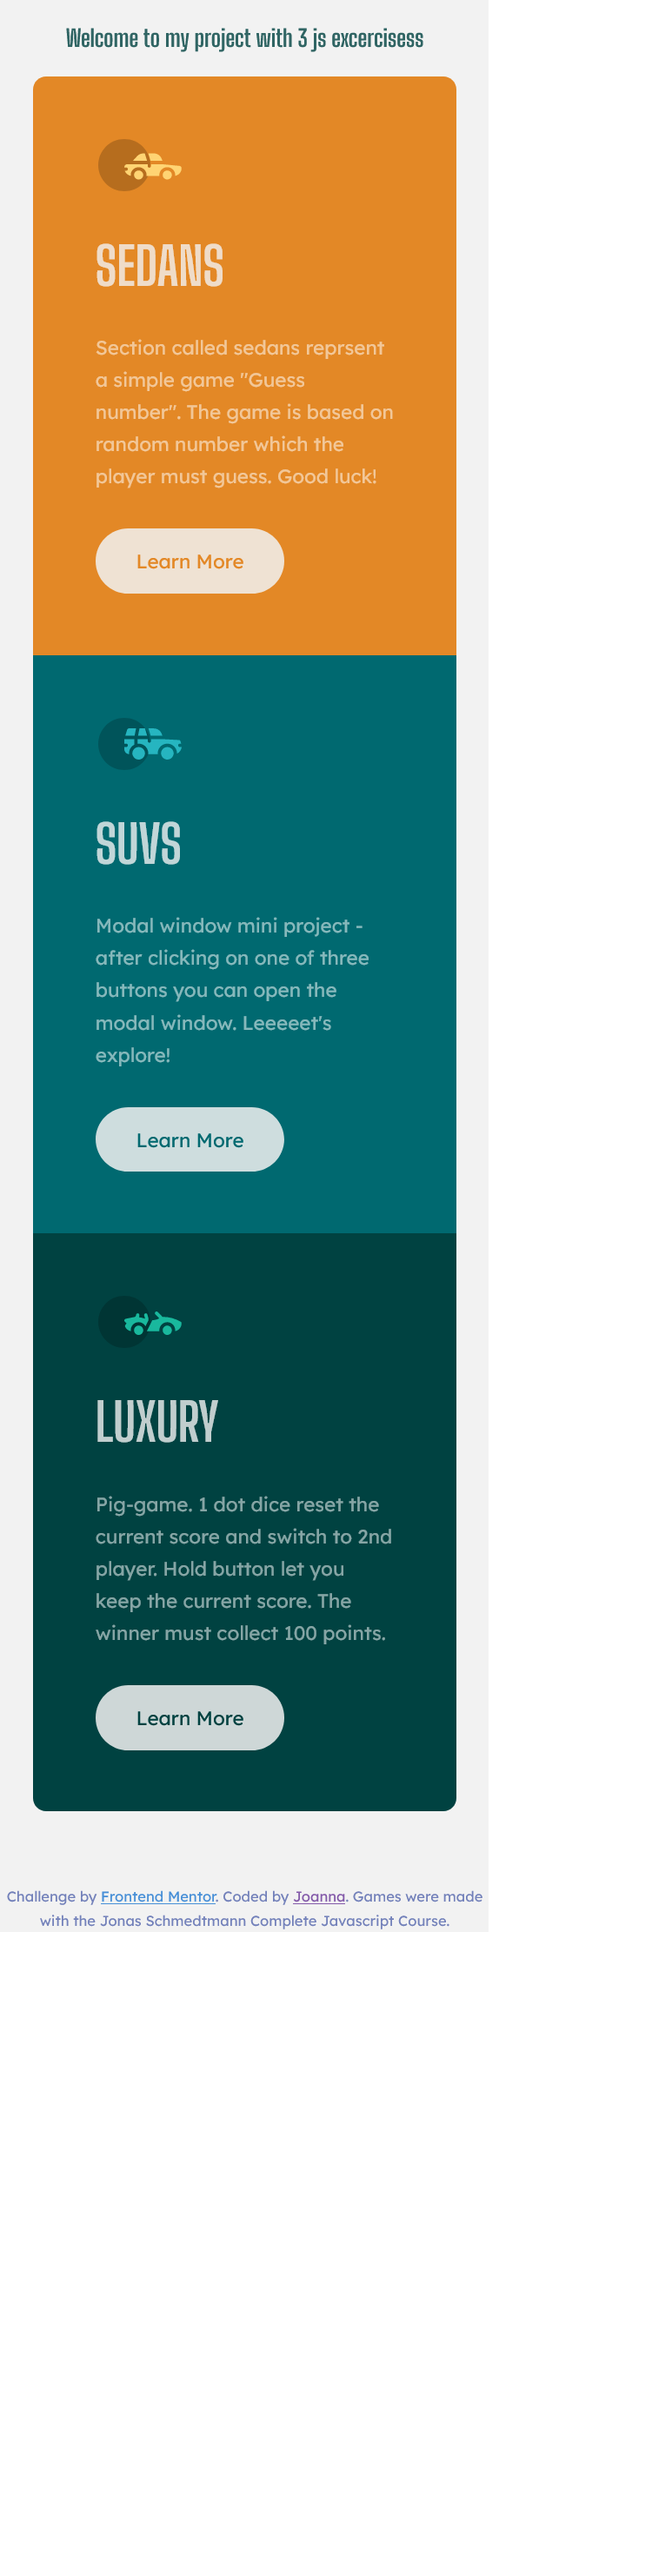 Welcome to my project with 3 js excercisess
SEDANS
Section called sedans reprsent
a simple game "Guess
number". The game is based on
random number which the
player must guess. Good luck!
Learn More
SUVS
Modal window mini project -
after clicking on one of three
buttons you can open the
modal window. Leeeeet's
explore!
Learn More
LUXURY
Pig-game. 1 dot dice reset the
current score and switch to 2nd
player. Hold button let you
keep the current score. The
winner must collect 100 points.
Learn More
Challenge by Frontend Mentor. Coded by Joanna. Games were made
with the Jonas Schmedtmann Complete Javascript Course.